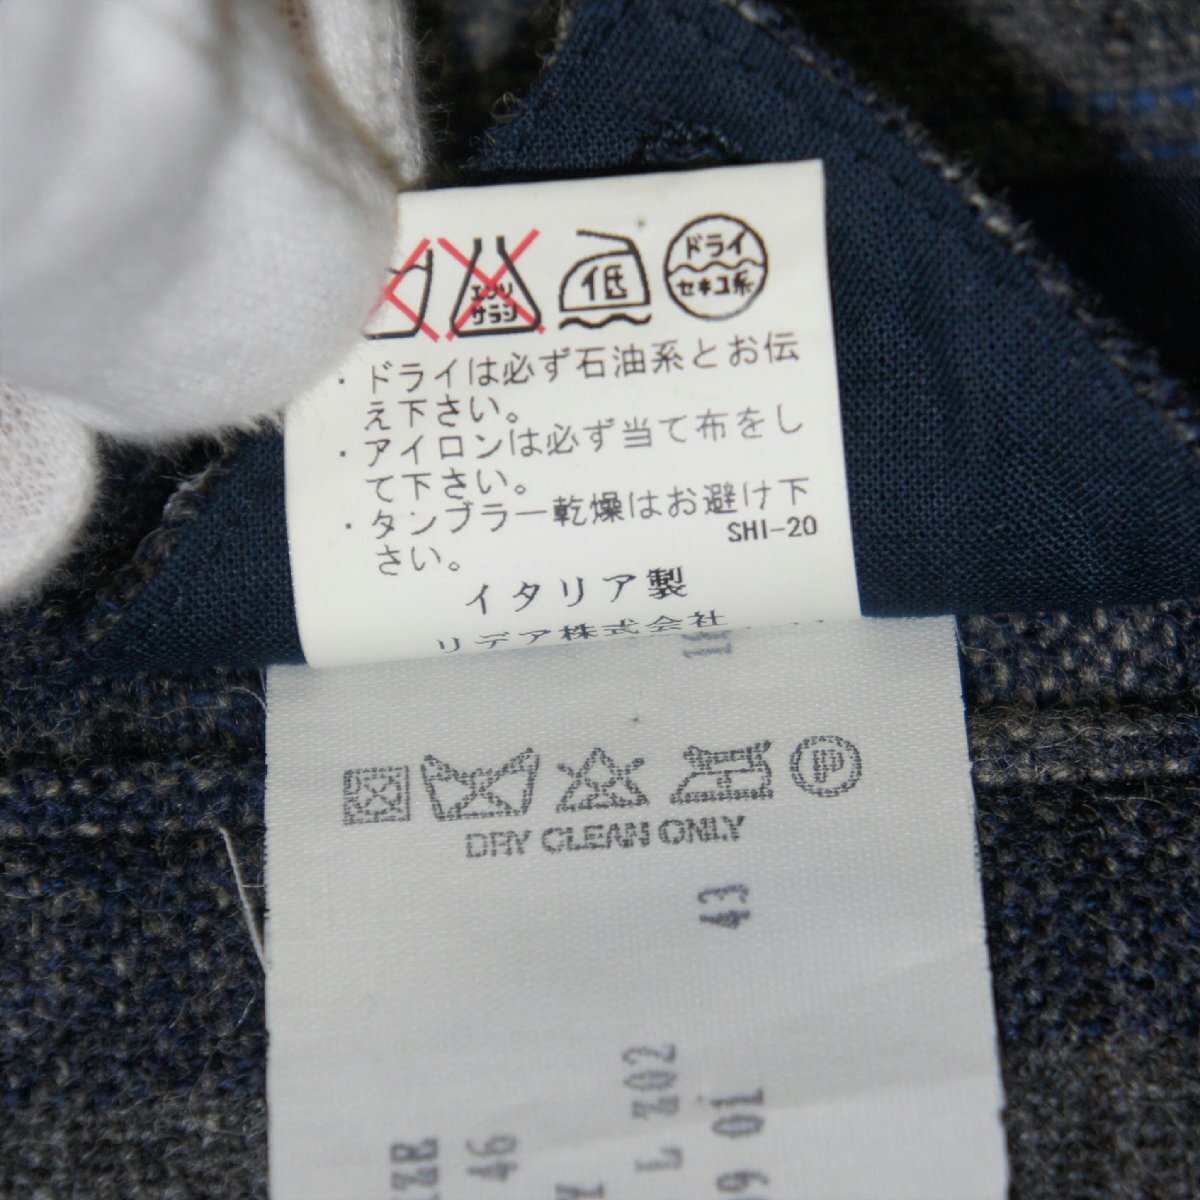 エンソ
サラシ
低
ドライ
セキユ系
・ドライは必ず石油系とお伝
え下さい。
・アイロンは必ず当て布をし
て下さい。
・タンブラー乾燥はお避け下
さい。
SHI-20
イタリア製
リデア株式会社
P
DRY CLEAN ONLY
43
L Z02
01
46